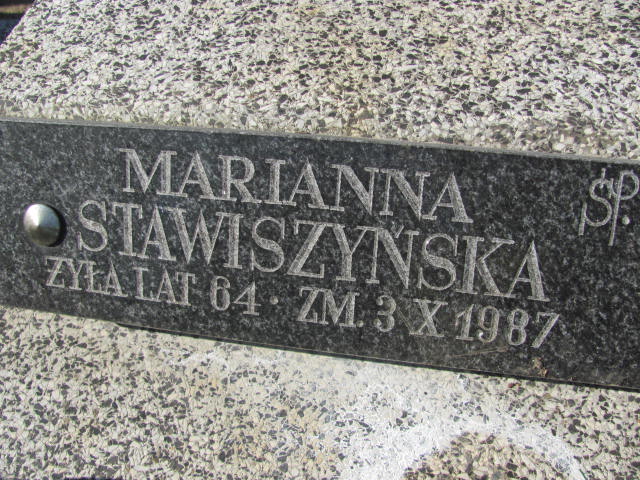 MARIANNA
STAWISZYŃSKA
ŻYŁA LAT 64 · ZM. 3 X 1987
ŚP.